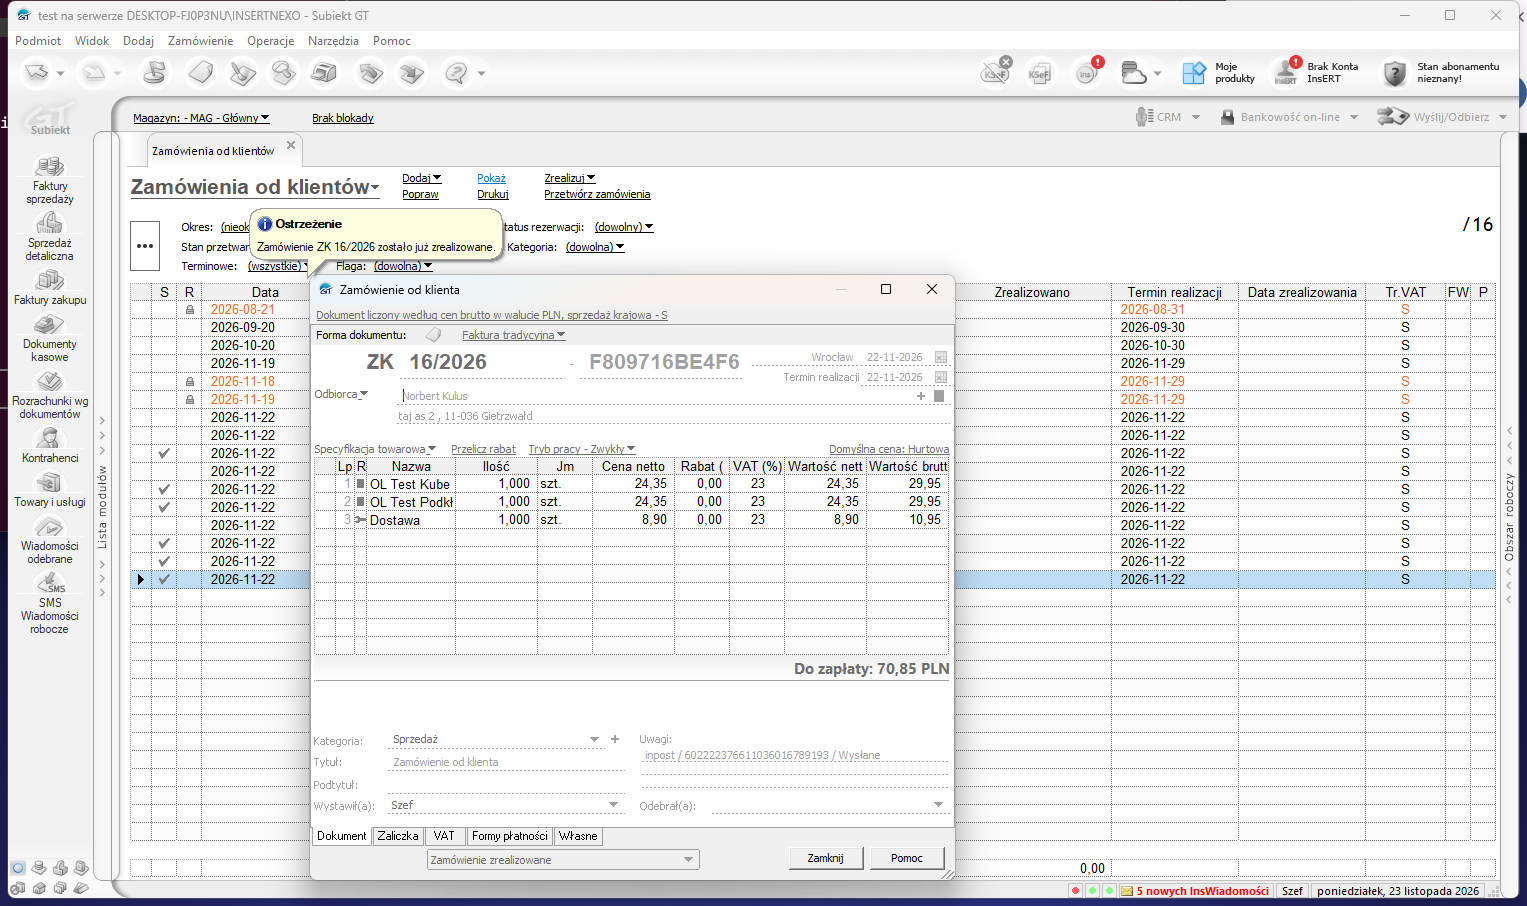 test na serwerze DESKTOP-FJ0P3NU\INSERTNEXO - Subiekt GT
Podmiot Widok Dodaj Zamówienie Operacje Narzędzia Pomoc
KSeF KSeF ins Moje produkty InsERT Brak Konta InsERT Stan abonamentu nieznany!
GT Subiekt
Magazyn: - MAG - Główny Brak blokady CRM Bankowość on-line Wyślij/Odbierz
Zamówienia od klientów
Zamówienia od klientów
Dodaj Pokaż Zrealizuj
Popraw Drukuj Przetwórz zamówienia
Okres: (nieok tatus rezerwacji: (dowolny)
/ 16
Stan przetwar Kategoria: (dowolna)
Terminowe: (wszystkie) Flaga: (dowolna)
Ostrzeżenie
Zamówienie ZK 16/2026 zostało już zrealizowane.
Faktury sprzedaży
Sprzedaż detaliczna
Faktury zakupu
Dokumenty kasowe
Rozrachunki wg dokumentów
Kontrahenci
Towary i usługi
Wiadomości odebrane
SMS
SMS Wiadomości robocze
Lista modułów
S R Data Zrealizowano Termin realizacji Data zrealizowania Tr.VAT FW P
2026-08-21 2026-08-31 S
2026-09-20 2026-09-30 S
2026-10-20 2026-10-30 S
2026-11-19 2026-11-29 S
2026-11-18 2026-11-29 S
2026-11-19 2026-11-29 S
2026-11-22 2026-11-22 S
2026-11-22 2026-11-22 S
2026-11-22 2026-11-22 S
2026-11-22 2026-11-22 S
2026-11-22 2026-11-22 S
2026-11-22 2026-11-22 S
2026-11-22 2026-11-22 S
2026-11-22 2026-11-22 S
2026-11-22 2026-11-22 S
2026-11-22 2026-11-22 S
0,00
Obszar roboczy
Zamówienie od klienta
Dokument liczony według cen brutto w walucie PLN, sprzedaż krajowa - S
Forma dokumentu: Faktura tradycyjna
ZK 16/2026 - F809716BE4F6 Wrocław 22-11-2026
Termin realizacji 22-11-2026
Odbiorca Norbert Kulus
taj as 2 , 11-036 Gietrzwałd
Specyfikacja towarowa Przelicz rabat Tryb pracy - Zwykły Domyślna cena: Hurtowa
Lp R Nazwa Ilość Jm Cena netto Rabat ( VAT (%) Wartość nett Wartość brutt
1 OL Test Kube 1,000 szt. 24,35 0,00 23 24,35 29,95
2 OL Test Podkł 1,000 szt. 24,35 0,00 23 24,35 29,95
3 Dostawa 1,000 szt. 8,90 0,00 23 8,90 10,95
Do zapłaty: 70,85 PLN
Kategoria: Sprzedaż Uwagi:
inpost / 602222376611036016789193 / Wysłane
Tytuł: Zamówienie od klienta
Podtytuł:
Wystawił(a): Szef Odebrał(a):
Dokument Zaliczka VAT Formy płatności Własne
Zamówienie zrealizowane Zamknij Pomoc
5 nowych InsWiadomości Szef poniedziałek, 23 listopada 2026